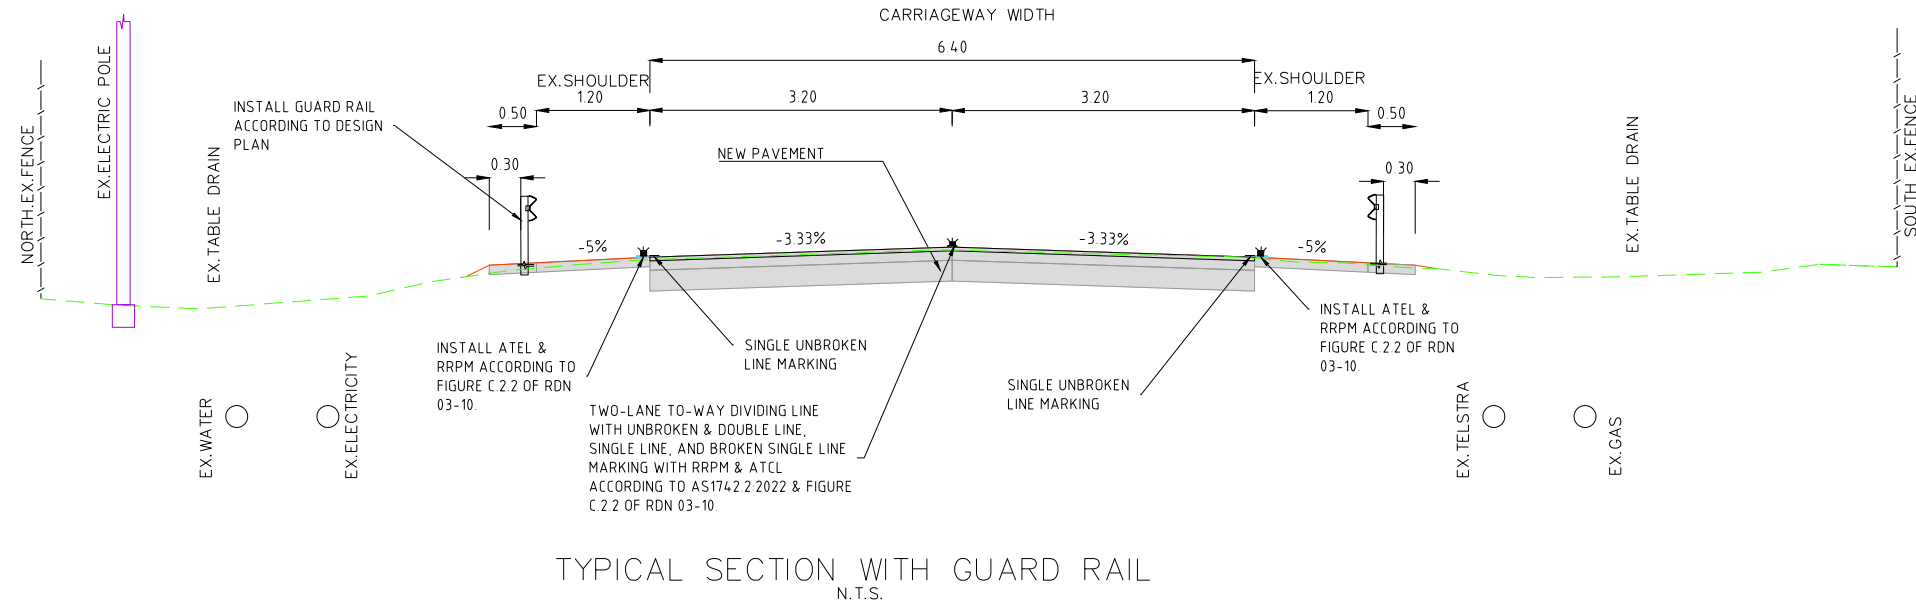 CARRIAGEWAY WIDTH
6.40
EX.SHOULDER
EX.SHOULDER
1.20
3.20
3.20
1.20
0.50
0.50
0.30
0.30
NORTH.EX.FENCE
EX.ELECTRIC POLE
EX.TABLE DRAIN
INSTALL GUARD RAIL
ACCORDING TO DESIGN
PLAN
NEW PAVEMENT
EX.TABLE DRAIN
SOUTH EX.FENCE
-5%
-3.33%
-3.33%
-5%
INSTALL ATEL &
RRPM ACCORDING TO
FIGURE C.2.2 OF RDN
03-10.
SINGLE UNBROKEN
LINE MARKING
TWO-LANE TO-WAY DIVIDING LINE
WITH UNBROKEN & DOUBLE LINE,
SINGLE LINE, AND BROKEN SINGLE LINE
MARKING WITH RRPM & ATCL
ACCORDING TO AS1742.2:2022 & FIGURE
C.2.2 OF RDN 03-10.
SINGLE UNBROKEN
LINE MARKING
INSTALL ATEL &
RRPM ACCORDING TO
FIGURE C.2.2 OF RDN
03-10.
EX.WATER
EX.ELECTRICITY
EX.TELSTRA
EX.GAS
TYPICAL SECTION WITH GUARD RAIL
N.T.S.